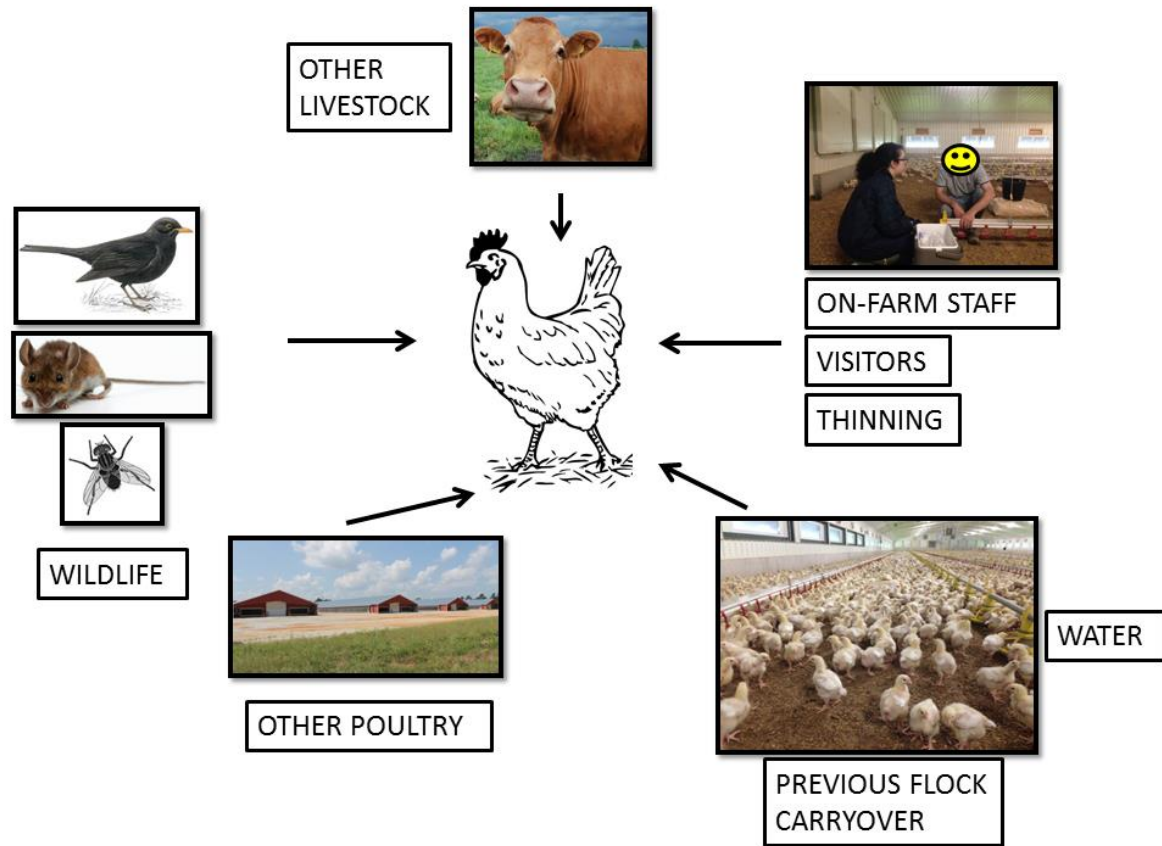 OTHER
LIVESTOCK
ON-FARM STAFF
VISITORS
THINNING
WILDLIFE
OTHER POULTRY
WATER
PREVIOUS FLOCK
CARRYOVER